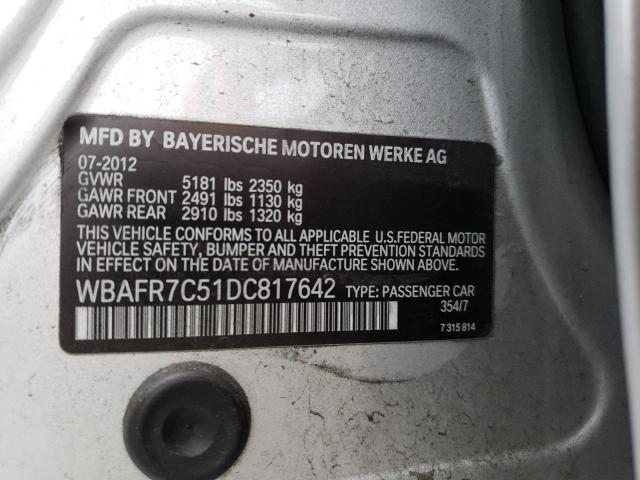 MFD BY BAYERISCHE MOTOREN WERKE AG
07-2012
GVWR 5181 lbs 2350 kg
GAWR FRONT 2491 lbs 1130 kg
GAWR REAR 2910 lbs 1320 kg
THIS VEHICLE CONFORMS TO ALL APPLICABLE U.S.FEDERAL MOTOR
VEHICLE SAFETY, BUMPER AND THEFT PREVENTION STANDARDS
IN EFFECT ON THE DATE OF MANUFACTURE SHOWN ABOVE.
WBAFR7C51DC817642 TYPE: PASSENGER CAR
354/7
7 315 814